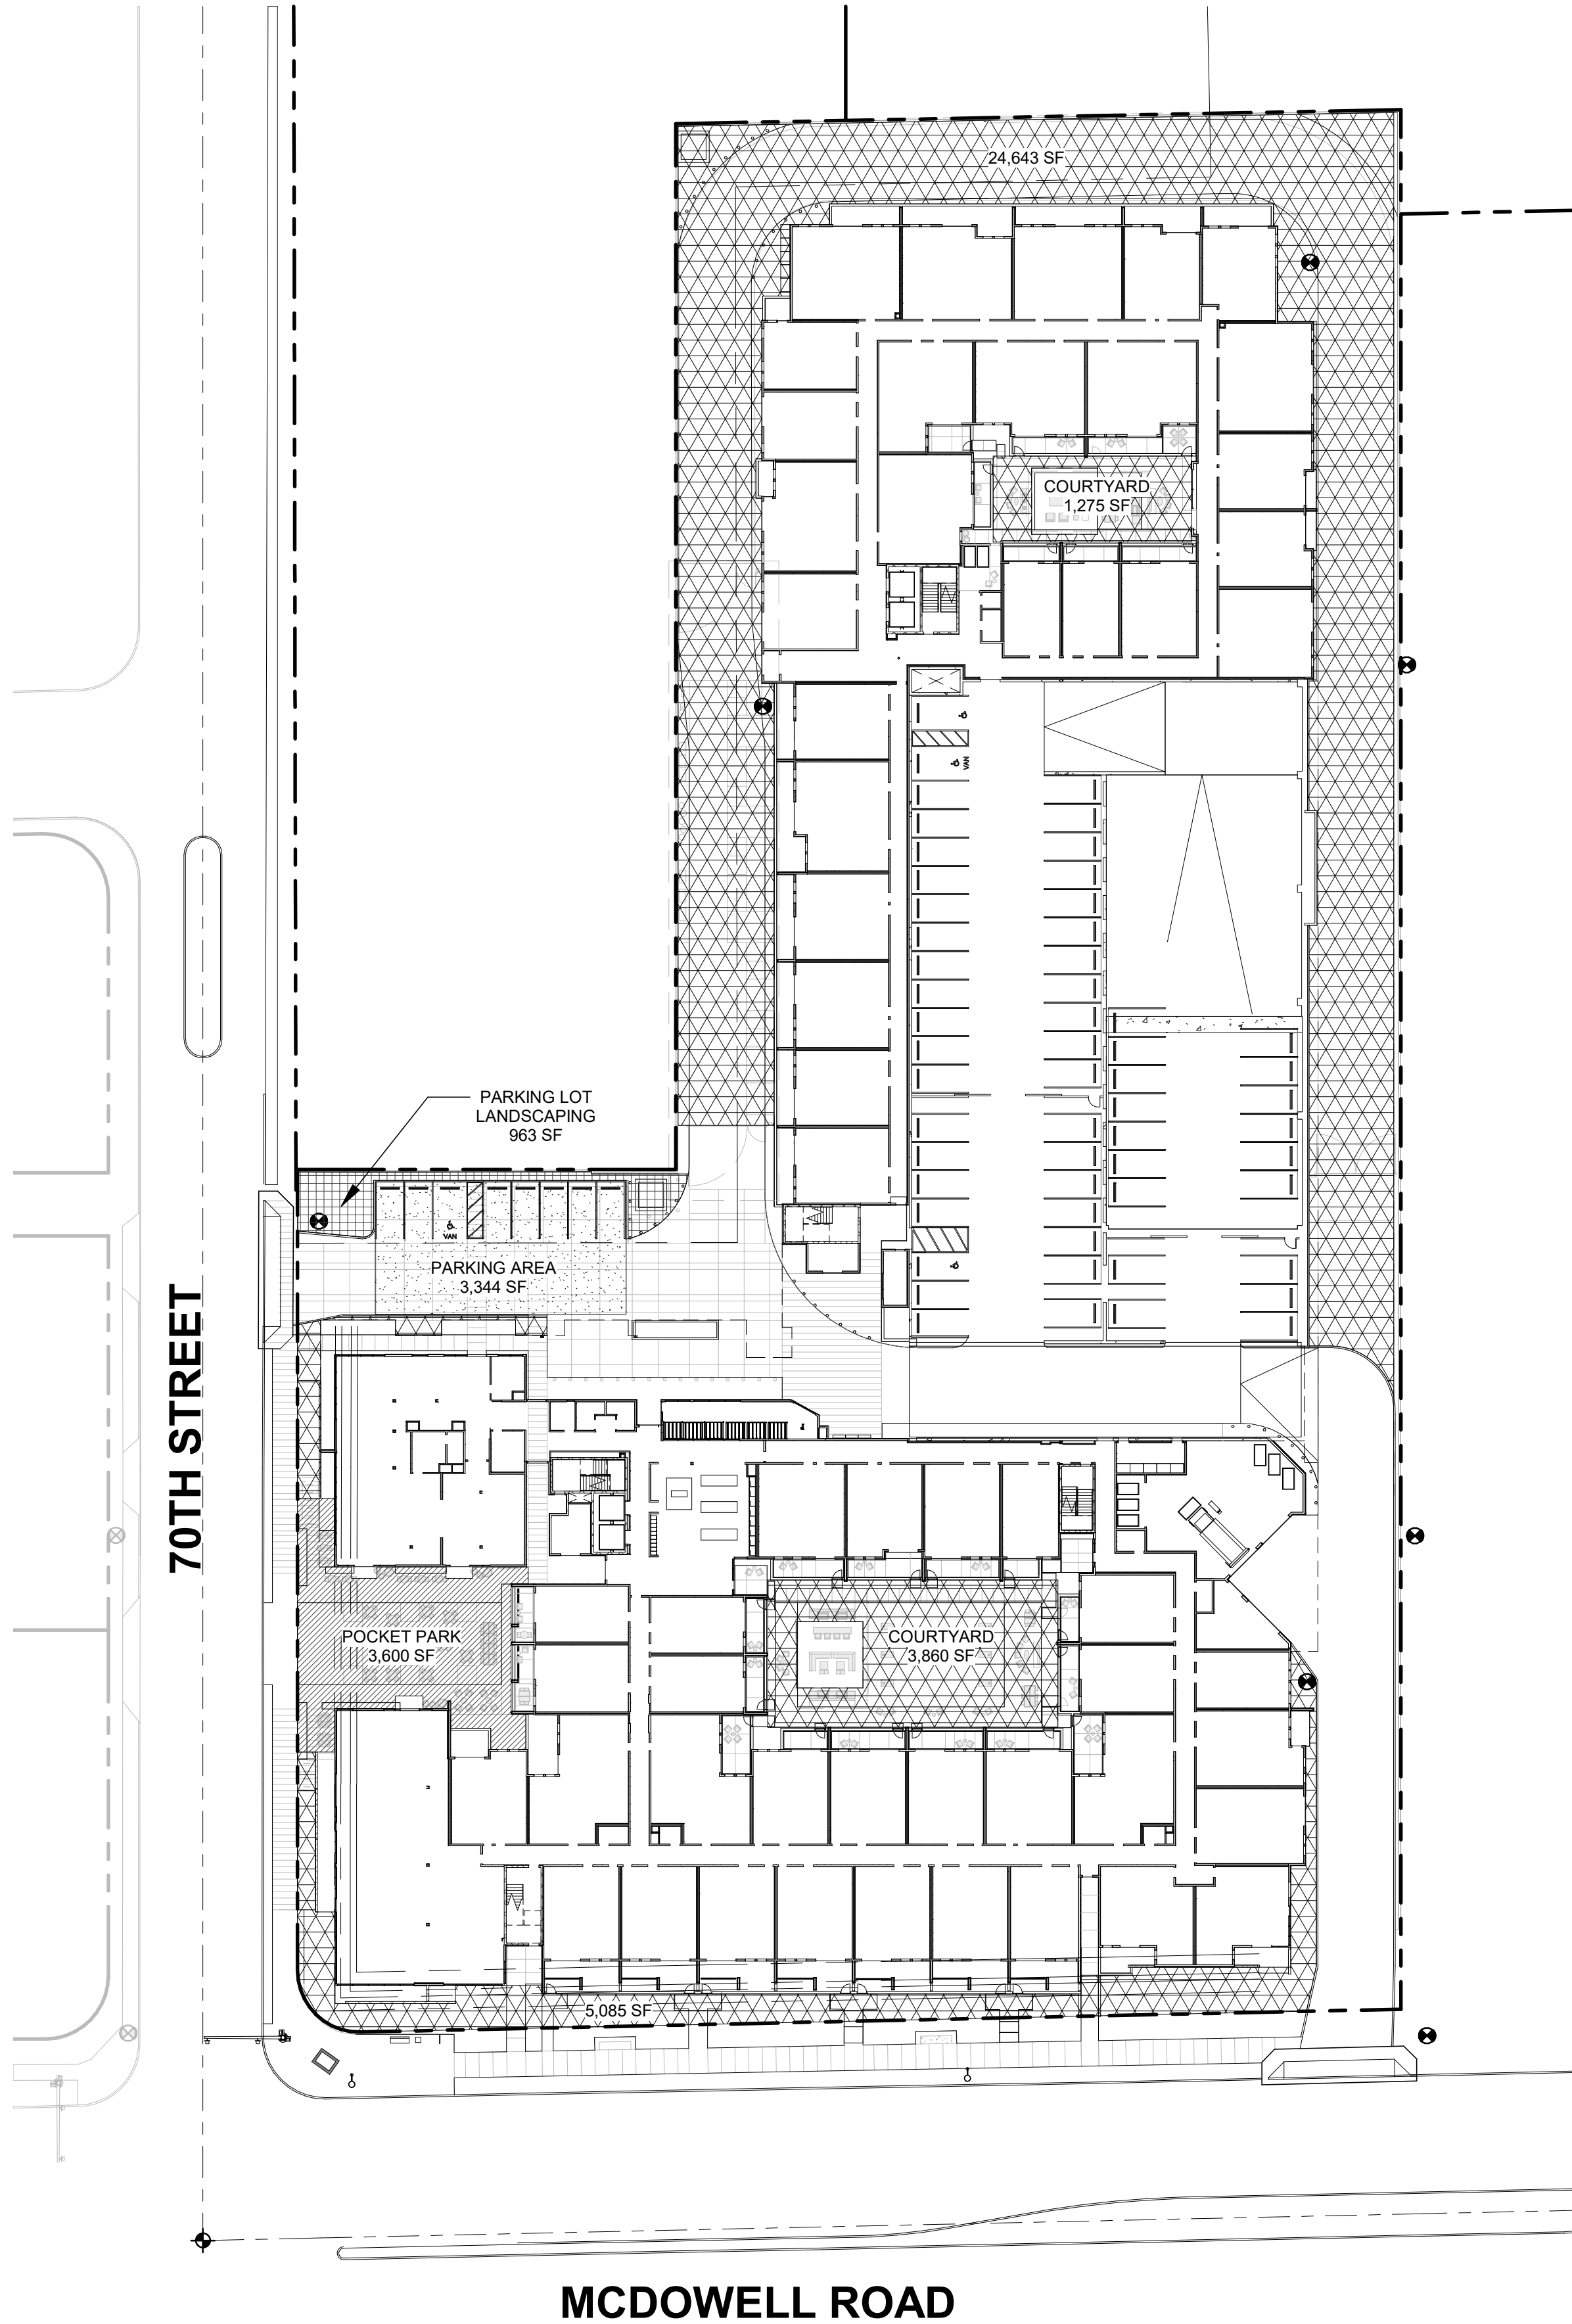 24,643 SF
COURTYARD
1,275 SF
VAN
PARKING LOT
LANDSCAPING
963 SF
VAN
PARKING AREA
3,344 SF
70TH STREET
POCKET PARK
3,600 SF
COURTYARD
3,860 SF
5,085 SF
MCDOWELL ROAD